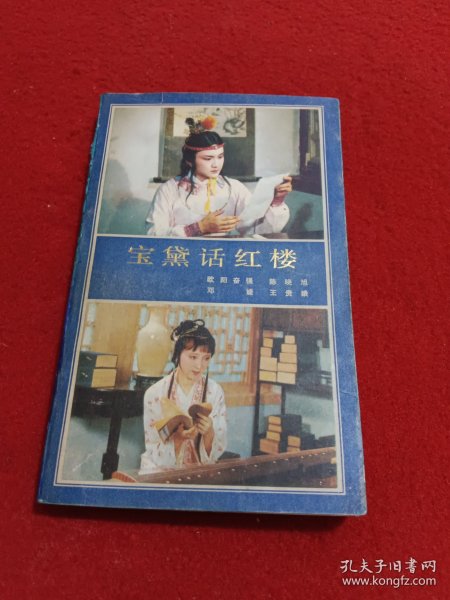 宝黛话红楼
欧阳奋强 陈晓旭
邓婕 王贵娥
孔夫子旧书网
www.kongfz.com